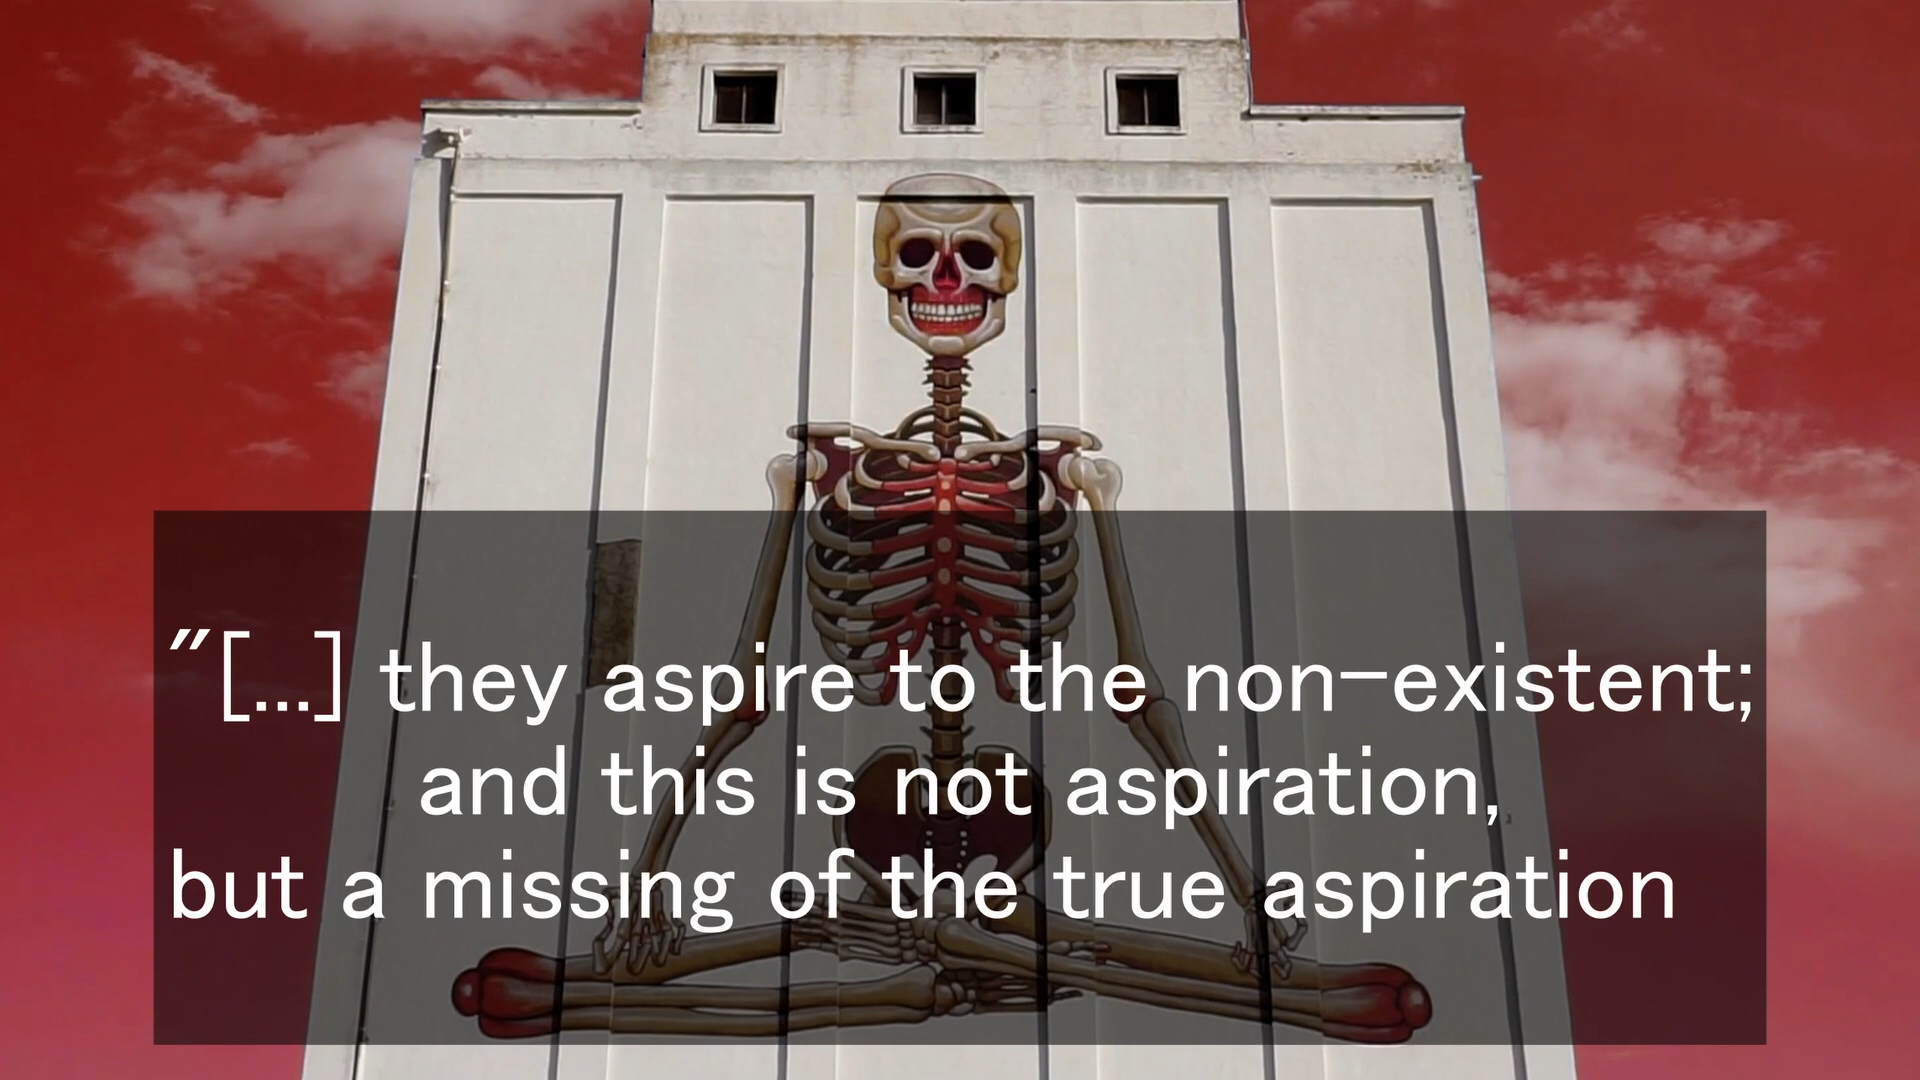 "[...] they aspire to the non-existent;
and this is not aspiration,
but a missing of the true aspiration